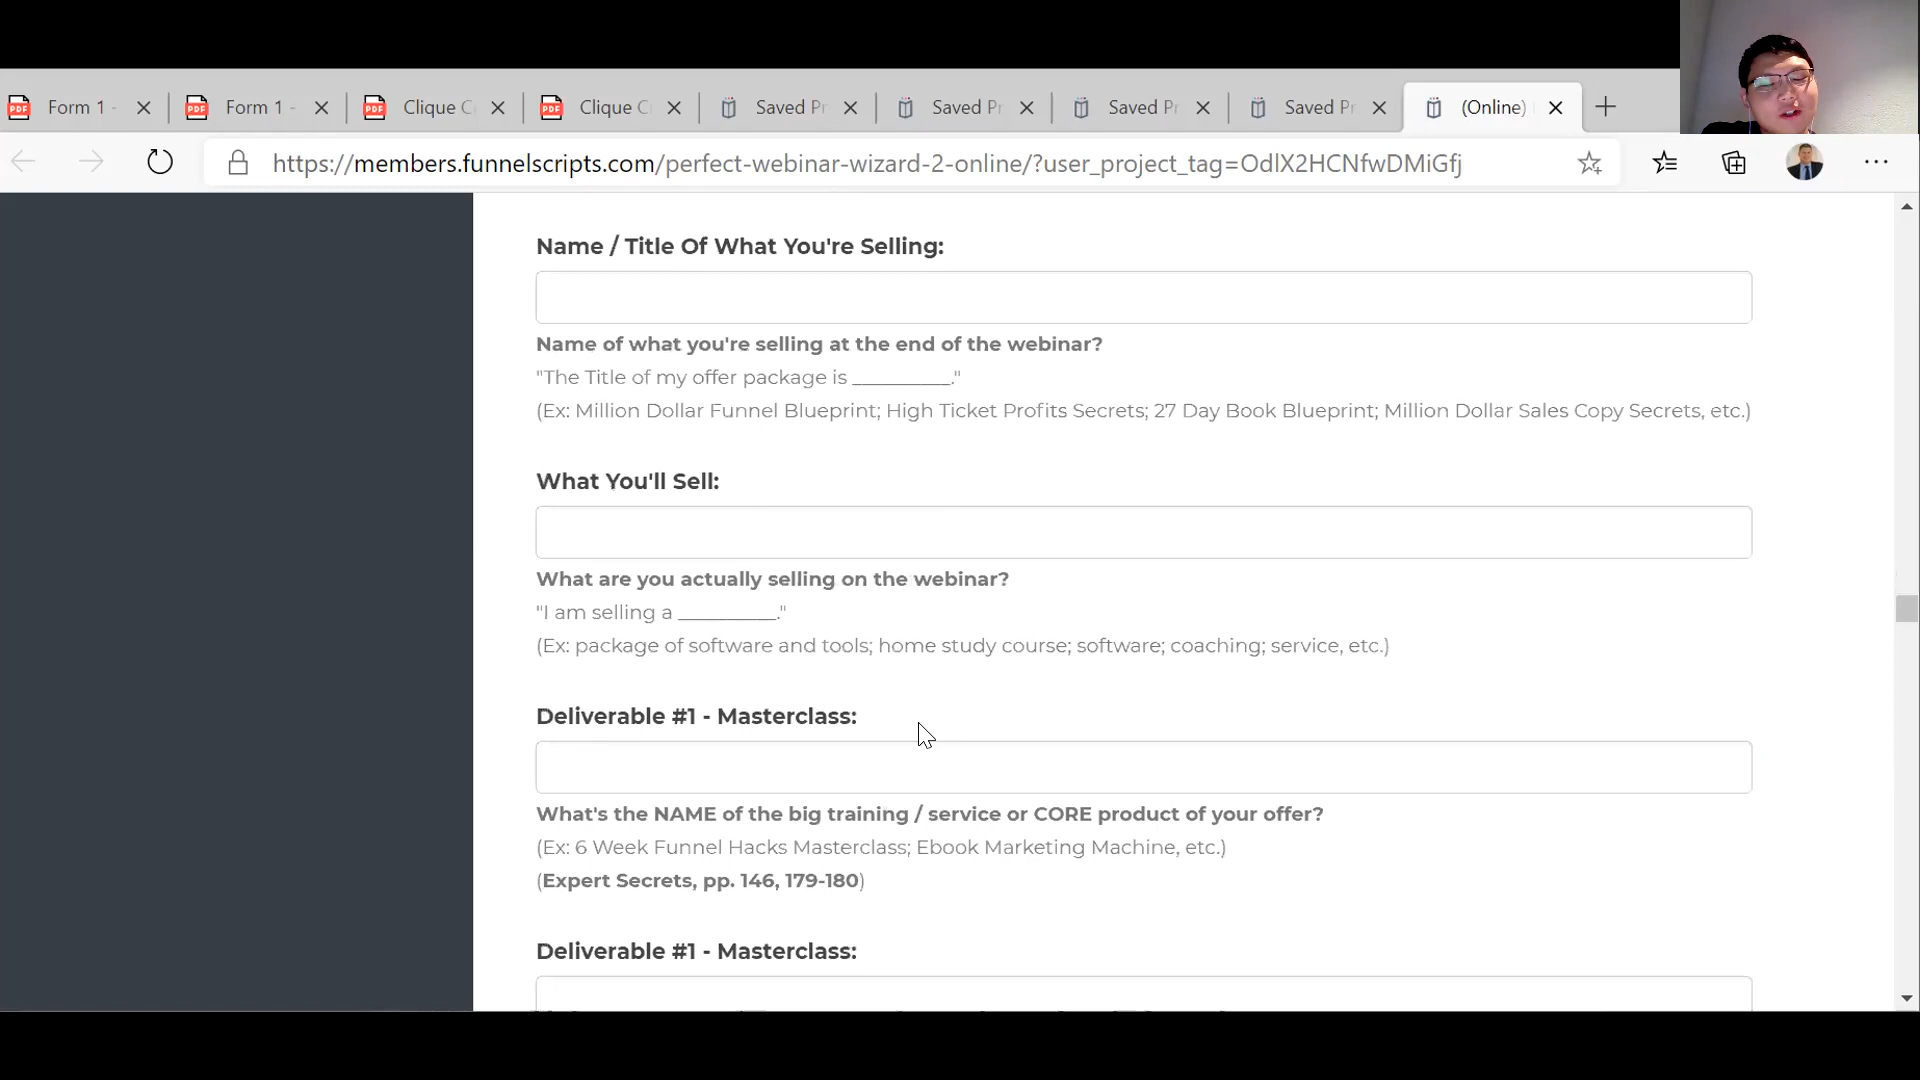 Form 1 -
Form 1 -
Clique C
Clique C
Saved Pr
Saved Pr
Saved Pr
Saved Pr
(Online)
https://members.funnelscripts.com/perfect-webinar-wizard-2-online/?user_project_tag=OdlX2HCNfwDMiGfj
Name / Title Of What You're Selling:
Name of what you're selling at the end of the webinar?
"The Title of my offer package is __________."
(Ex: Million Dollar Funnel Blueprint; High Ticket Profits Secrets; 27 Day Book Blueprint; Million Dollar Sales Copy Secrets, etc.)
What You'll Sell:
What are you actually selling on the webinar?
"I am selling a __________."
(Ex: package of software and tools; home study course; software; coaching; service, etc.)
Deliverable #1 - Masterclass:
What's the NAME of the big training / service or CORE product of your offer?
(Ex: 6 Week Funnel Hacks Masterclass; Ebook Marketing Machine, etc.)
(Expert Secrets, pp. 146, 179-180)
Deliverable #1 - Masterclass: